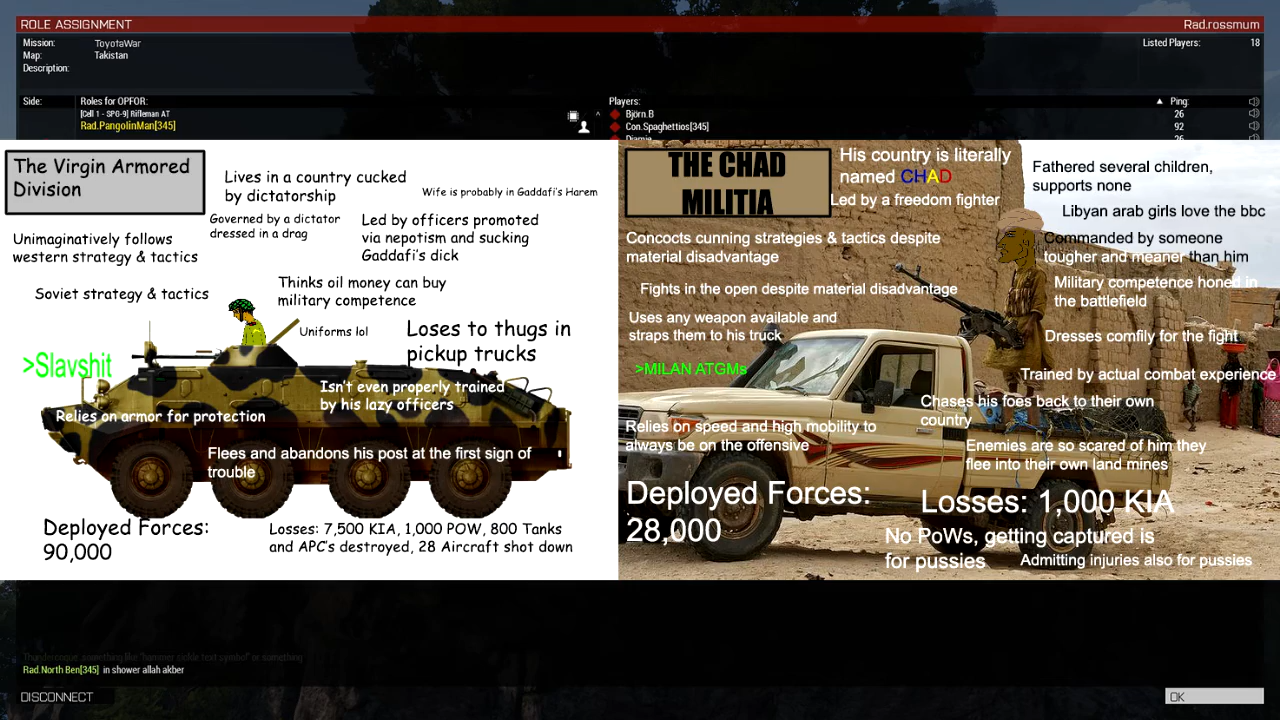 ROLE ASSIGNMENT
Rad.rossmum
Mission: ToyotaWar
Map: Takistan
Description:
Listed Players: 18
Side:
Roles for OPFOR:
Players:
Ping:
[Cell 1 - SPG-9] Rifleman AT
Rad.PangolinMan[345]
Björn.B 26
Con.Spaghettios[345] 92
The Virgin Armored
Division
Lives in a country cucked
by dictatorship
Wife is probably in Gaddafi's Harem
Governed by a dictator
dressed in a drag
Led by officers promoted
via nepotism and sucking
Gaddafi's dick
Unimaginatively follows
western strategy & tactics
Soviet strategy & tactics
Thinks oil money can buy
military competence
Uniforms lol
Loses to thugs in
pickup trucks
>Slavshit
Isn't even properly trained
by his lazy officers
Relies on armor for protection
Flees and abandons his post at the first sign of
trouble
Deployed Forces:
90,000
Losses: 7,500 KIA, 1,000 POW, 800 Tanks
and APC's destroyed, 28 Aircraft shot down
THE CHAD
MILITIA
His country is literally
named CHAD
Led by a freedom fighter
Fathered several children,
supports none
Libyan arab girls love the bbc
Concocts cunning strategies & tactics despite
material disadvantage
Commanded by someone
tougher and meaner than him
Fights in the open despite material disadvantage
Military competence honed in
the battlefield
Uses any weapon available and
straps them to his truck
Dresses comfily for the fight
>MILAN ATGMs
Trained by actual combat experience
Chases his foes back to their own
country
Relies on speed and high mobility to
always be on the offensive
Enemies are so scared of him they
flee into their own land mines
Deployed Forces:
28,000
Losses: 1,000 KIA
No PoWs, getting captured is
for pussies
Admitting injuries also for pussies
Rad.North Ben[345] in shower allah akber
DISCONNECT
OK